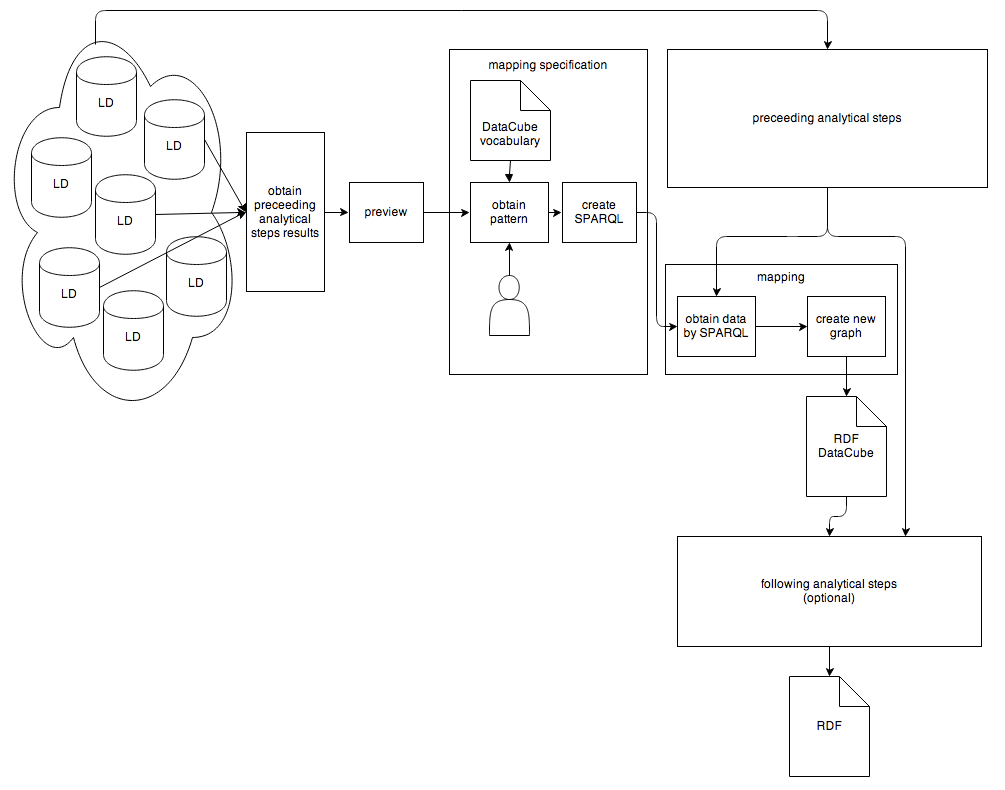 LD
LD
LD
LD
LD
LD
LD
obtain
preceeding
analytical
steps results
preview
mapping specification
DataCube
vocabulary
obtain
pattern
create
SPARQL
preceeding analytical steps
mapping
obtain data
by SPARQL
create new
graph
RDF
DataCube
following analytical steps
(optional)
RDF